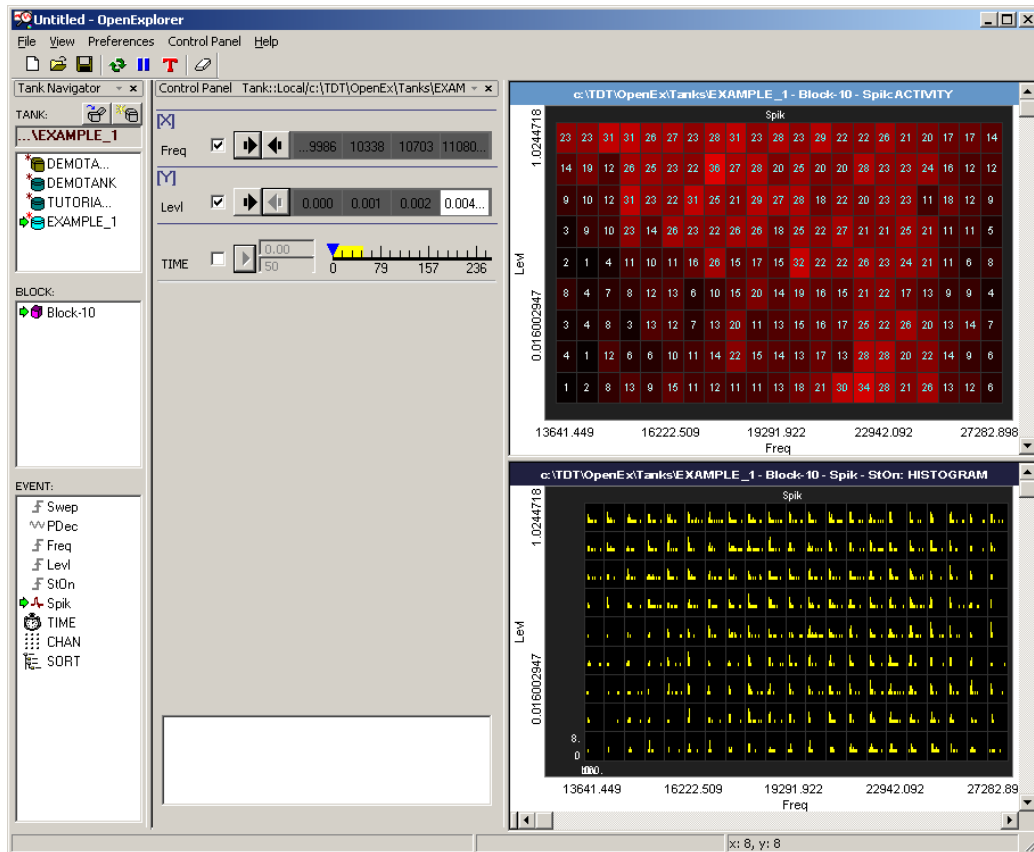 Untitled - OpenExplorer
File View Preferences Control Panel Help
Tank Navigator
TANK:
...\EXAMPLE_1
DEMOTA...
DEMOTANK
TUTORIA...
EXAMPLE_1
BLOCK:
Block-10
EVENT:
Swep
PDec
Freq
Levl
StOn
Spik
TIME
CHAN
SORT
Control Panel Tank::Local/c:\TDT\OpenEx\Tanks\EXAM
[X]
Freq ...9986 10338 10703 11080...
[Y]
Levl 0.000 0.001 0.002 0.004...
TIME 0.00
50
0 79 157 236
c:\TDT\OpenEx\Tanks\EXAMPLE_1 - Block-10 - Spik: ACTIVITY
Spik
1.0244718
Levl
0.016002947
23 23 31 31 26 27 23 28 31 23 28 23 29 22 22 26 21 20 17 17 14
14 19 12 26 25 23 22 36 27 28 20 25 20 20 28 23 23 24 16 12 12
9 10 12 31 23 22 31 25 21 29 27 28 18 22 20 23 23 11 18 12 9
3 9 10 23 14 26 23 22 26 26 18 25 22 27 21 21 25 21 11 11 5
2 1 4 11 10 11 16 26 15 17 15 32 22 22 26 23 24 21 11 6 8
8 4 7 8 12 13 6 10 15 20 14 19 16 15 21 22 17 13 9 9 4
3 4 8 3 13 12 7 13 20 11 13 15 16 17 25 22 26 20 13 14 7
4 1 12 6 6 10 11 14 22 15 14 13 17 13 28 28 20 22 14 9 6
1 2 8 13 9 15 11 12 11 11 13 18 21 30 34 28 21 26 13 12 6
13641.449 16222.509 19291.922 22942.092 27282.898
Freq
c:\TDT\OpenEx\Tanks\EXAMPLE_1 - Block-10 - Spik - StOn: HISTOGRAM
Spik
1.0244718
Levl
0.016002947
8.
0
13641.449 16222.509 19291.922 22942.092 27282.89
Freq
x: 8, y: 8